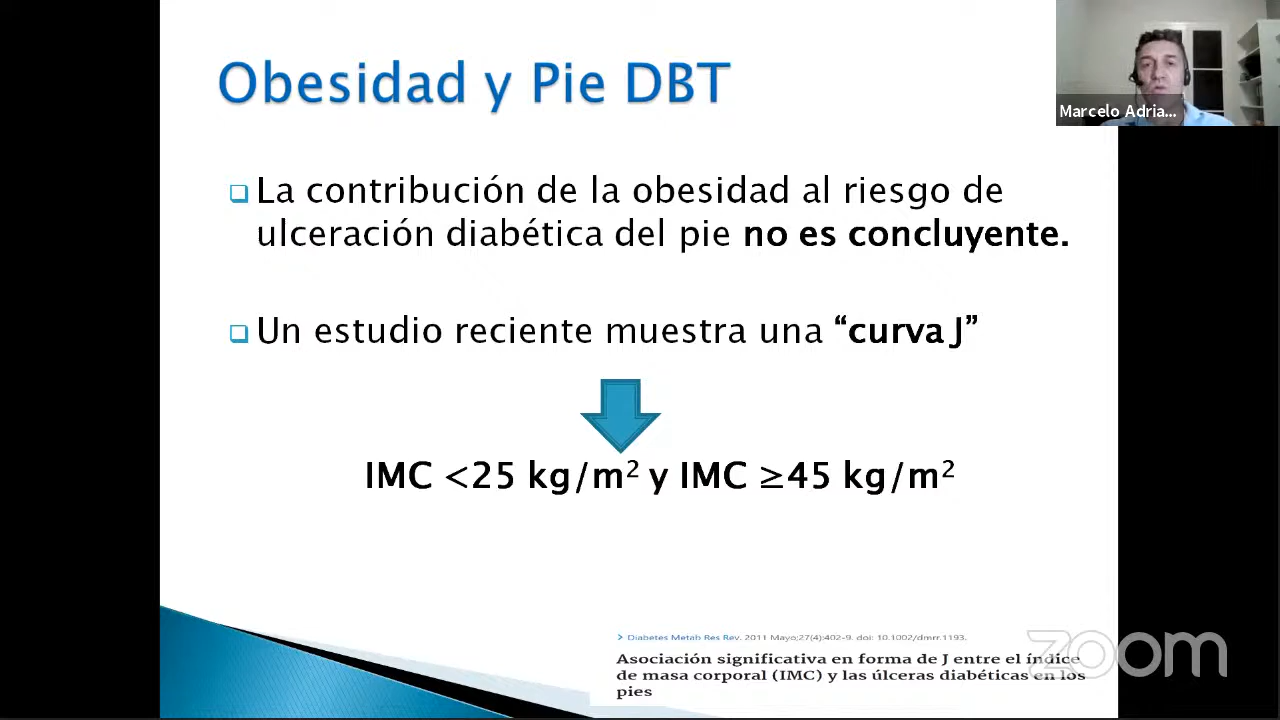 Obesidad y Pie DBT
Marcelo Adria...
La contribución de la obesidad al riesgo de
ulceración diabética del pie no es concluyente.
Un estudio reciente muestra una “curva J”
IMC <25 kg/m² y IMC ≥45 kg/m²
Diabetes Metab Res Rev. 2011 Mayo;27(4):402-9. doi: 10.1002/dmrr.1193.
Asociación significativa en forma de J entre el índice
de masa corporal (IMC) y las úlceras diabéticas en los
pies
zoom